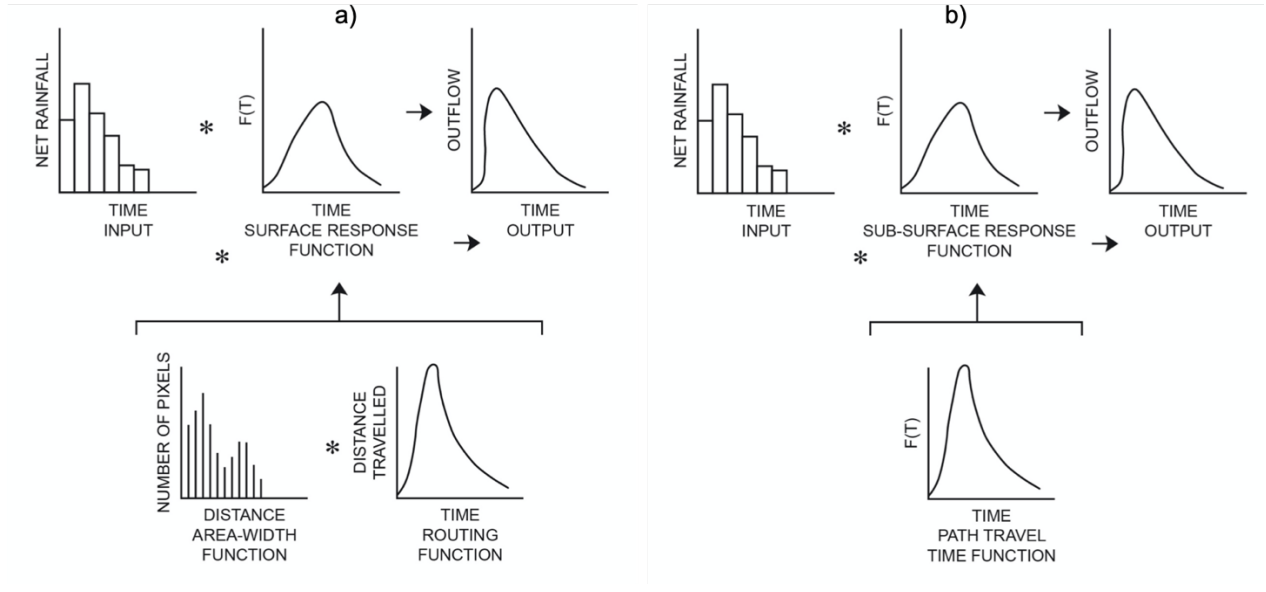 a)
NET RAINFALL
TIME
INPUT
*
F(T)
TIME
SURFACE RESPONSE
FUNCTION
OUTFLOW
TIME
OUTPUT
*
NUMBER OF PIXELS
DISTANCE
AREA-WIDTH
FUNCTION
*
DISTANCE
TRAVELLED
TIME
ROUTING
FUNCTION
b)
NET RAINFALL
TIME
INPUT
*
F(T)
TIME
SUB-SURFACE RESPONSE
FUNCTION
OUTFLOW
TIME
OUTPUT
*
F(T)
TIME
PATH TRAVEL
TIME FUNCTION